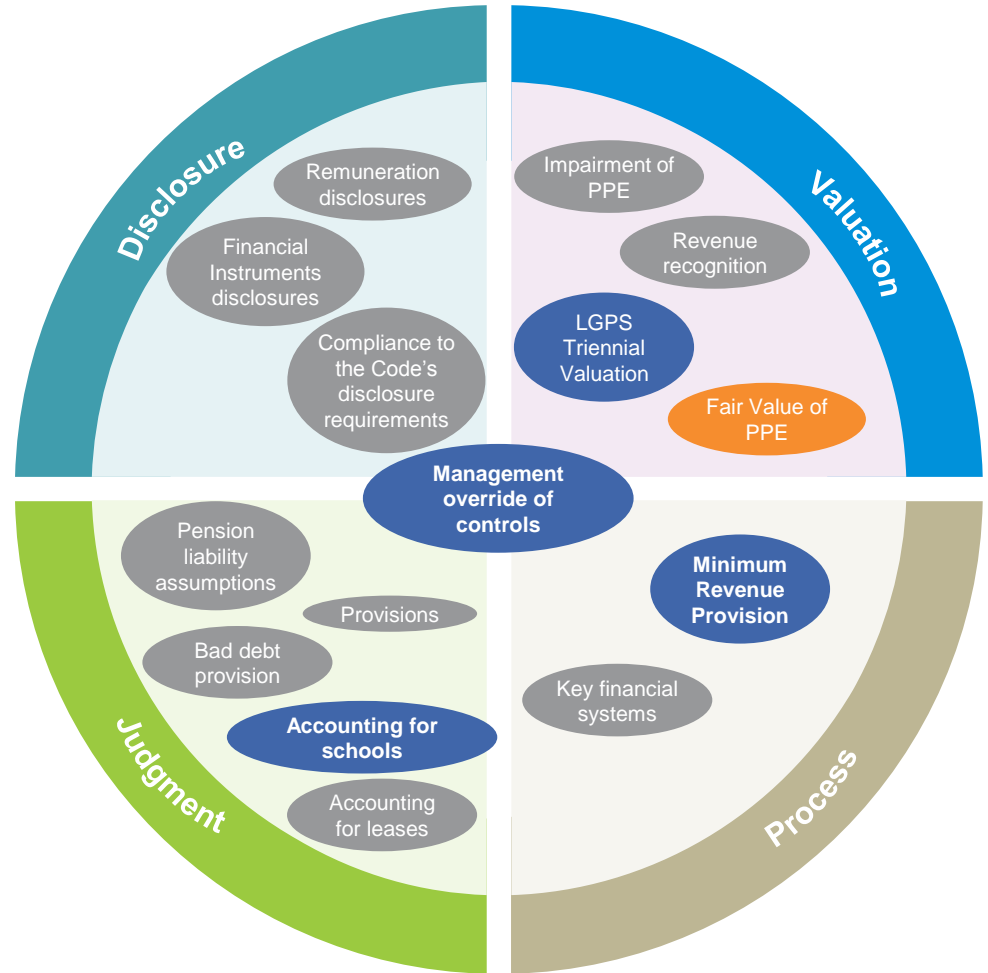 Disclosure
Remuneration
disclosures
Financial
Instruments
disclosures
Compliance to
the Code's
disclosure
requirements
Valuation
Impairment of
PPE
Revenue
recognition
LGPS
Triennial
Valuation
Fair Value of
PPE
Management
override of
controls
Judgment
Pension
liability
assumptions
Provisions
Bad debt
provision
Accounting for
schools
Accounting
for leases
Process
Minimum
Revenue
Provision
Key financial
systems